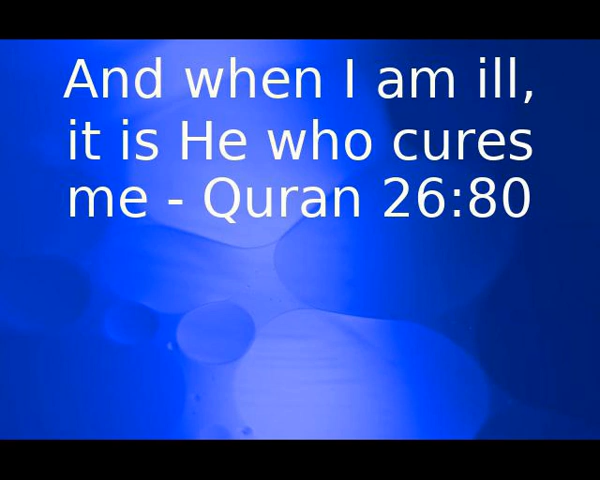 And when I am ill,
it is He who cures
me - Quran 26:80